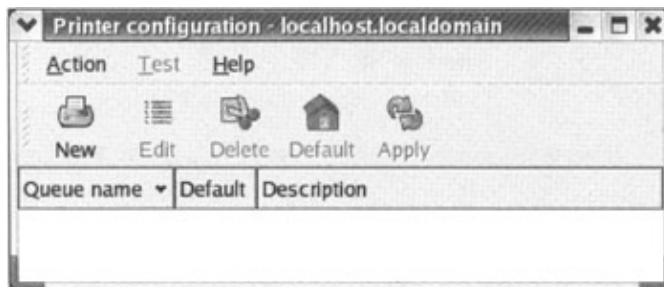 Printer configuration - localhost.localdomain
Action Test Help
New Edit Delete Default Apply
Queue name Default Description